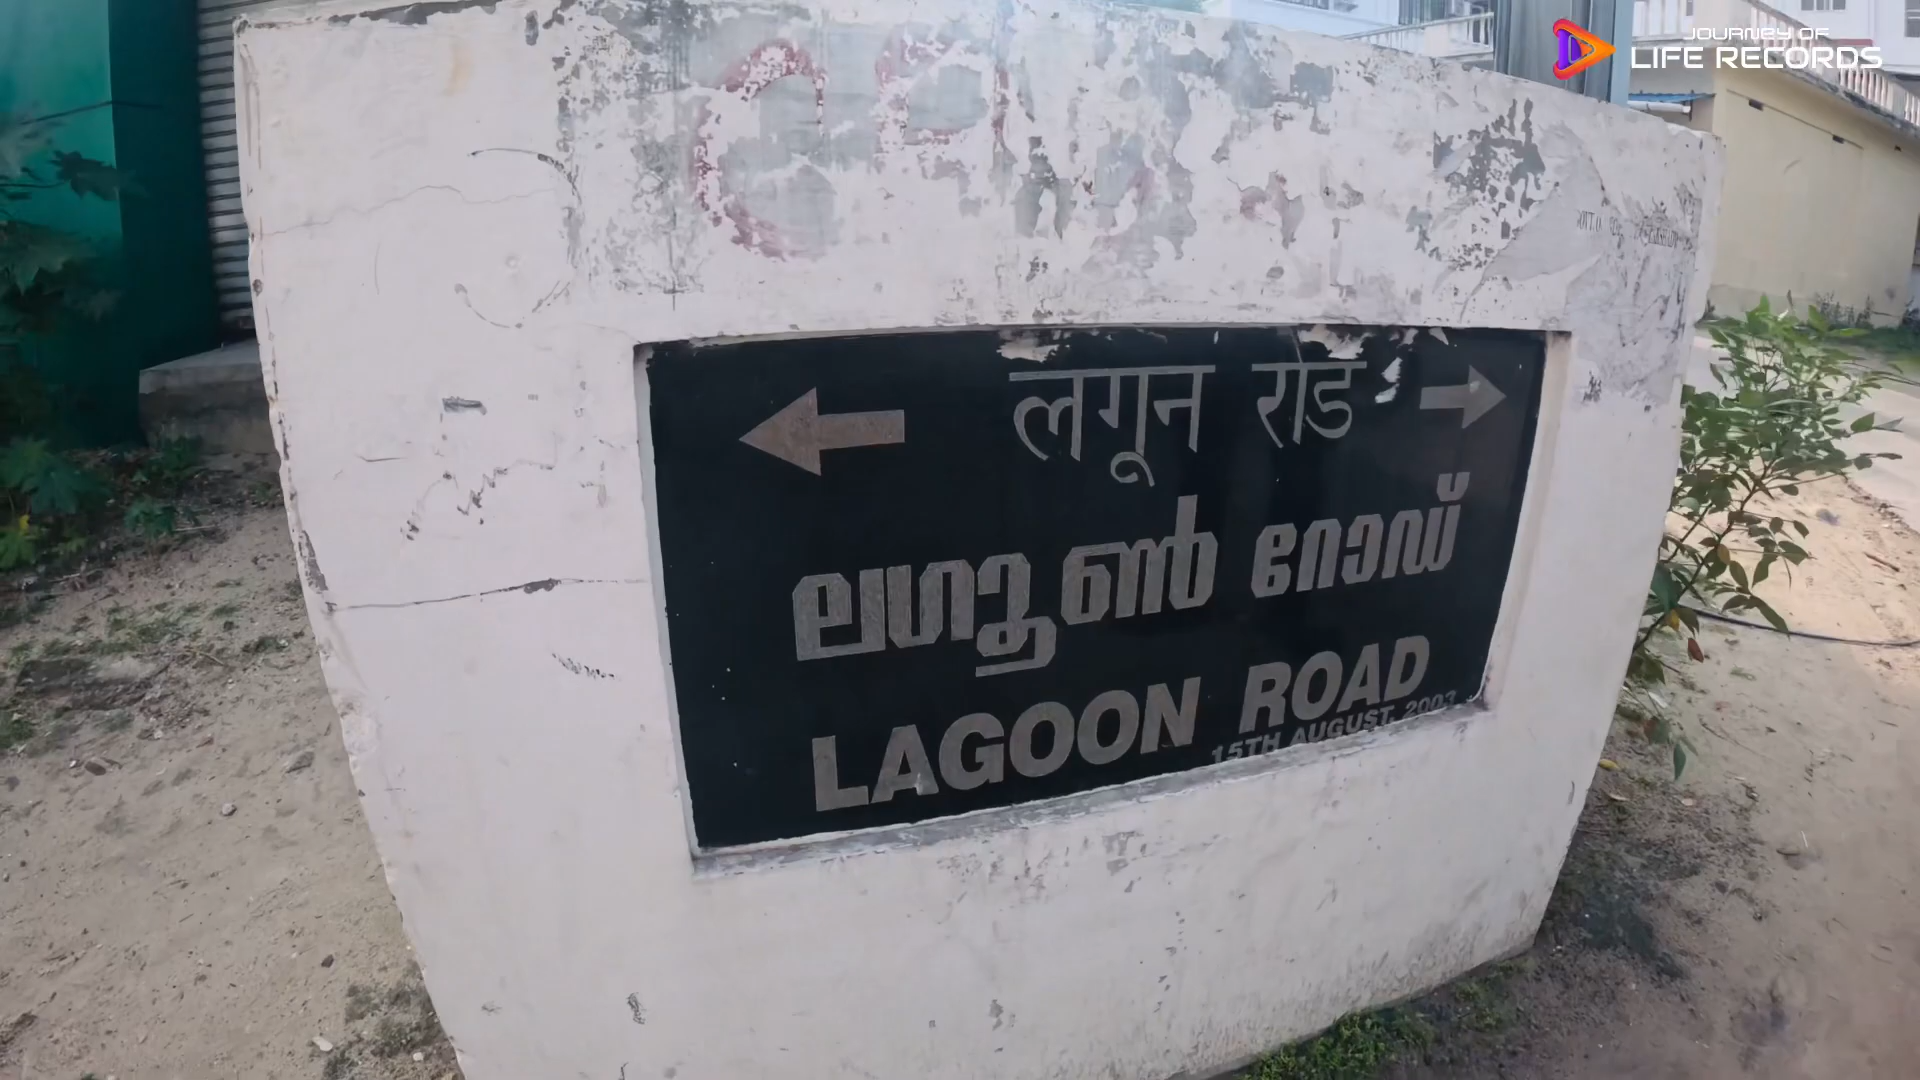 JOURNEY OF
LIFE RECORDS
लगून राड
ലഗൂൺ റോഡ്
LAGOON ROAD
15TH AUGUST, 2003